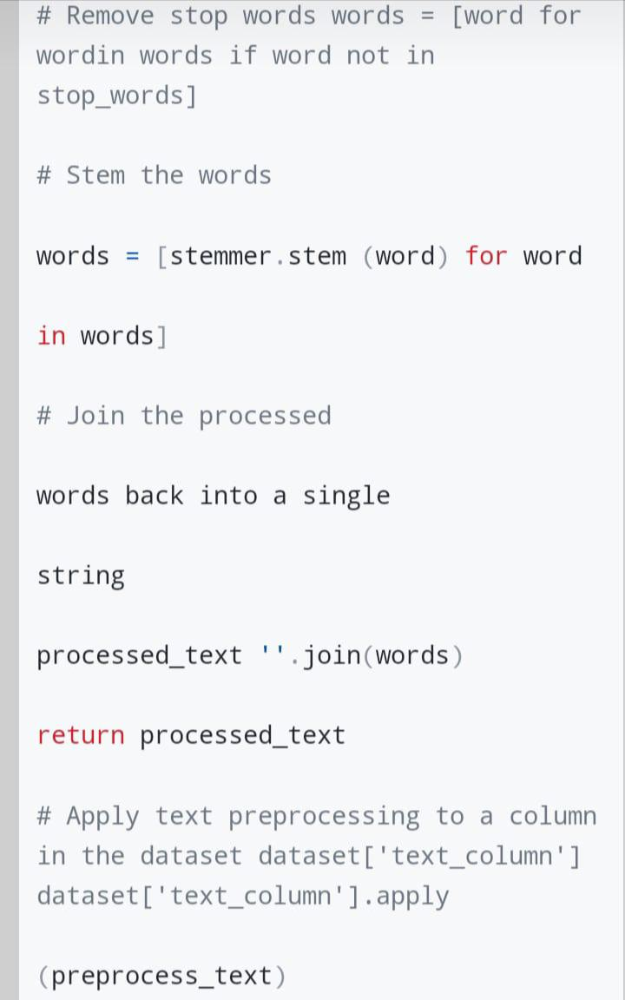 # Remove stop words words = [word for
wordin words if word not in
stop_words]
# Stem the words
words = [stemmer.stem (word) for word
in words]
# Join the processed
words back into a single
string
processed_text ''.join(words)
return processed_text
# Apply text preprocessing to a column
in the dataset dataset['text_column']
dataset['text_column'].apply
(preprocess_text)